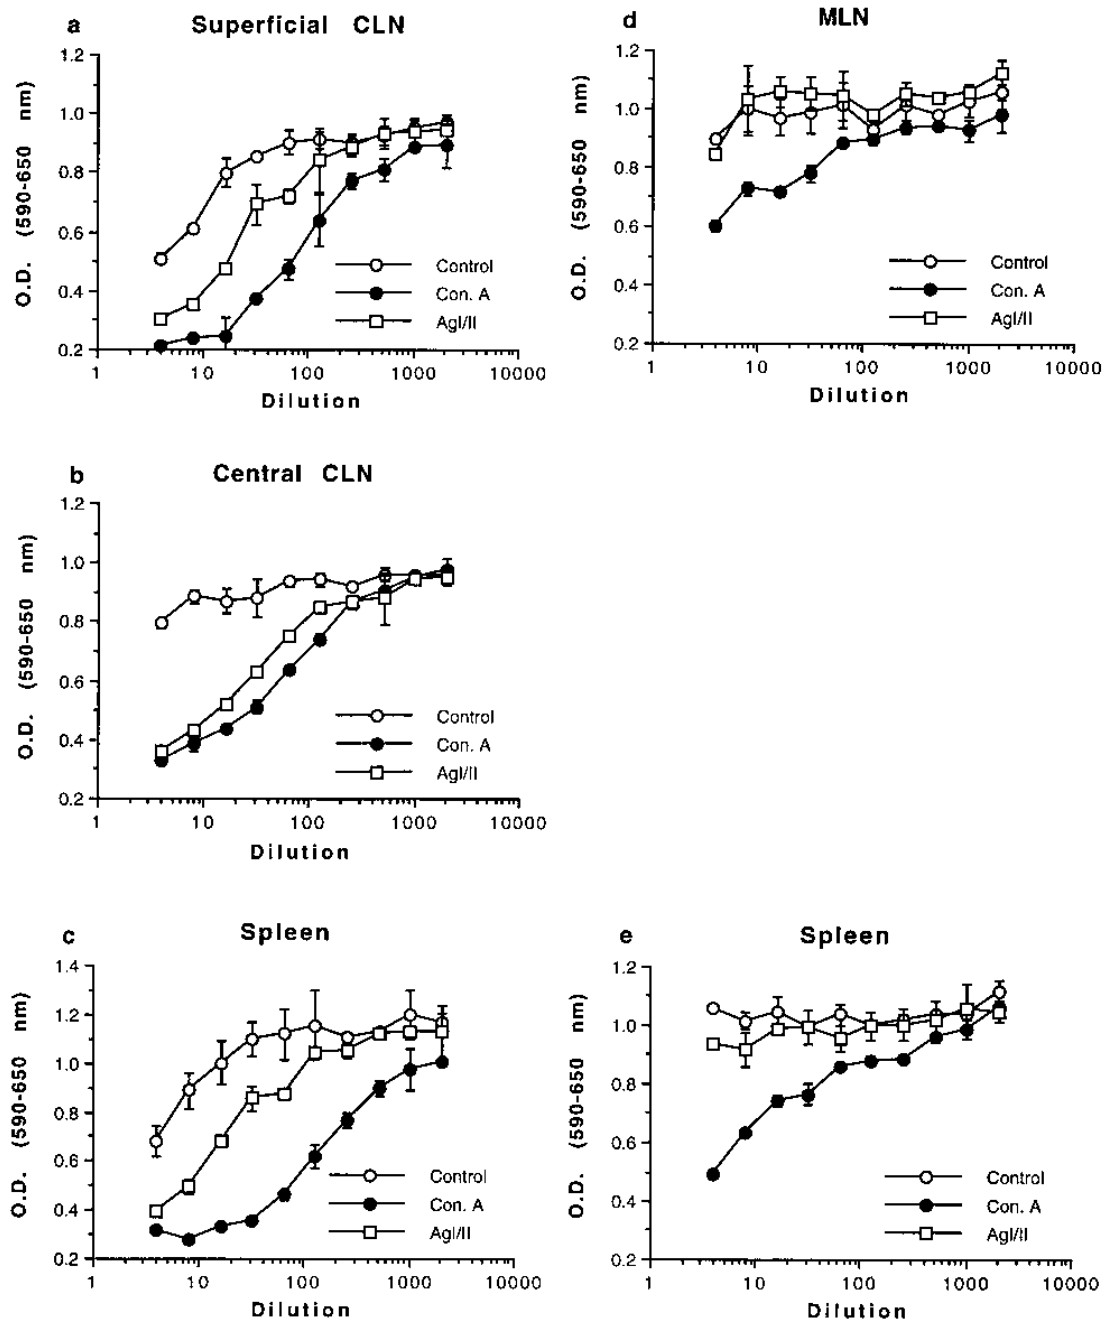 a
Superficial CLN
1.2
1.0
0.8
0.6
0.4
0.2
O.D. (590-650 nm)
Control
Con. A
AgI/II
1
10
100
1000
10000
Dilution
d
MLN
1.2
1.0
0.8
0.6
0.4
0.2
O.D. (590-650 nm)
Control
Con. A
AgI/II
1
10
100
1000
10000
Dilution
b
Central CLN
1.2
1.0
0.8
0.6
0.4
0.2
O.D. (590-650 nm)
Control
Con. A
AgI/II
1
10
100
1000
10000
Dilution
c
Spleen
1.4
1.2
1.0
0.8
0.6
0.4
0.2
O.D. (590-650 nm)
Control
Con. A
AgI/II
1
10
100
1000
10000
Dilution
e
Spleen
1.2
1.0
0.8
0.6
0.4
0.2
O.D. (590-650 nm)
Control
Con. A
AgI/II
1
10
100
1000
10000
Dilution